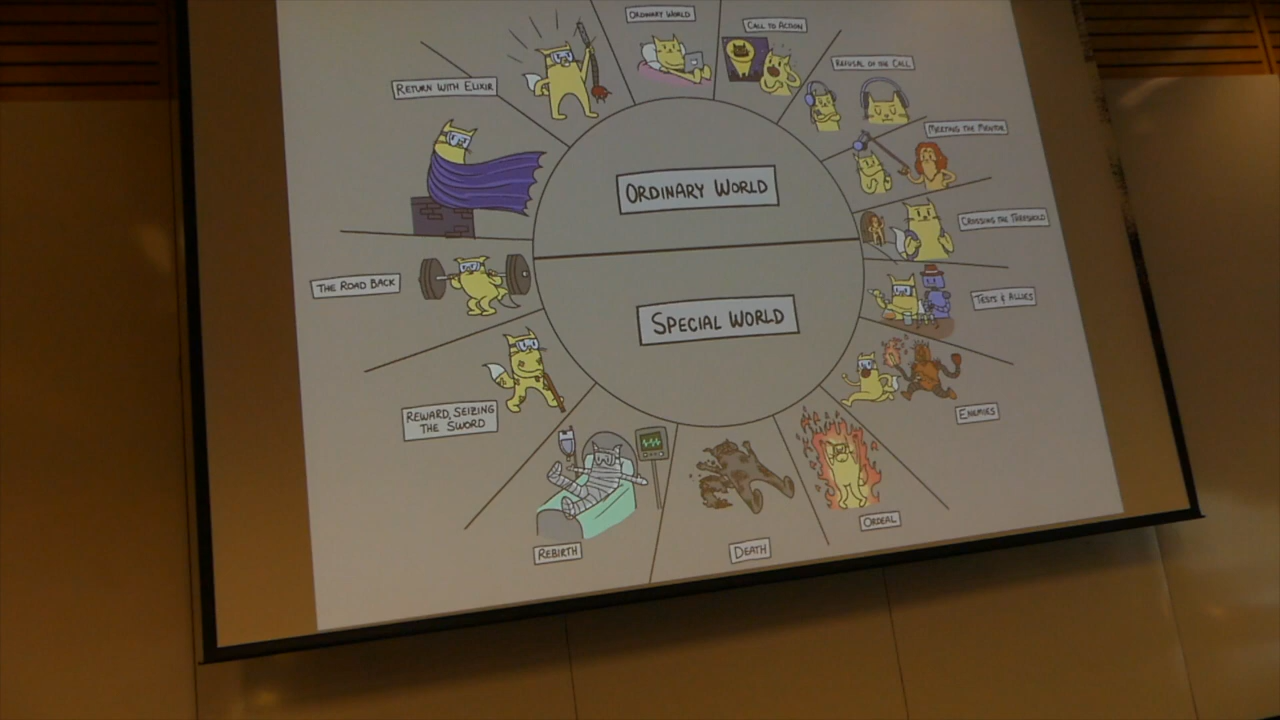 ORDINARY WORLD
CALL TO ACTION
REFUSAL OF THE CALL
MEETING THE MENTOR
CROSSING THE THRESHOLD
TESTS & ALLIES
ENEMIES
ORDEAL
DEATH
REBIRTH
REWARD, SEIZING
THE SWORD
THE ROAD BACK
RETURN WITH ELIXIR
ORDINARY WORLD
SPECIAL WORLD